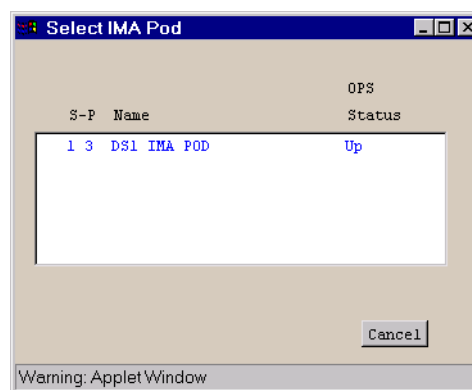 Select IMA Pod
OPS
S-P Name Status
1 3 DS1 IMA POD Up
Cancel
Warning: Applet Window